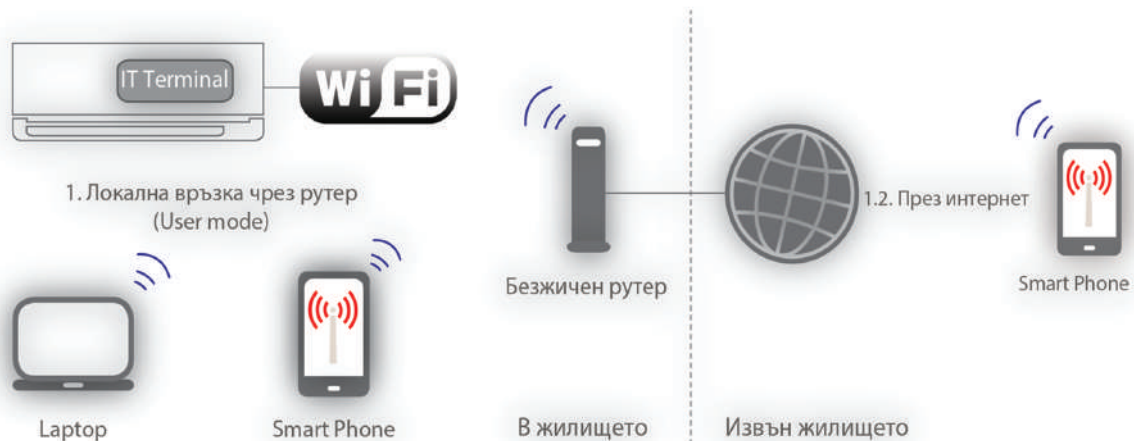 IT Terminal
Wi Fi
1. Локална връзка чрез рутер
(User mode)
Laptop
Smart Phone
Безжичен рутер
В жилището
Извън жилището
1.2. През интернет
Smart Phone